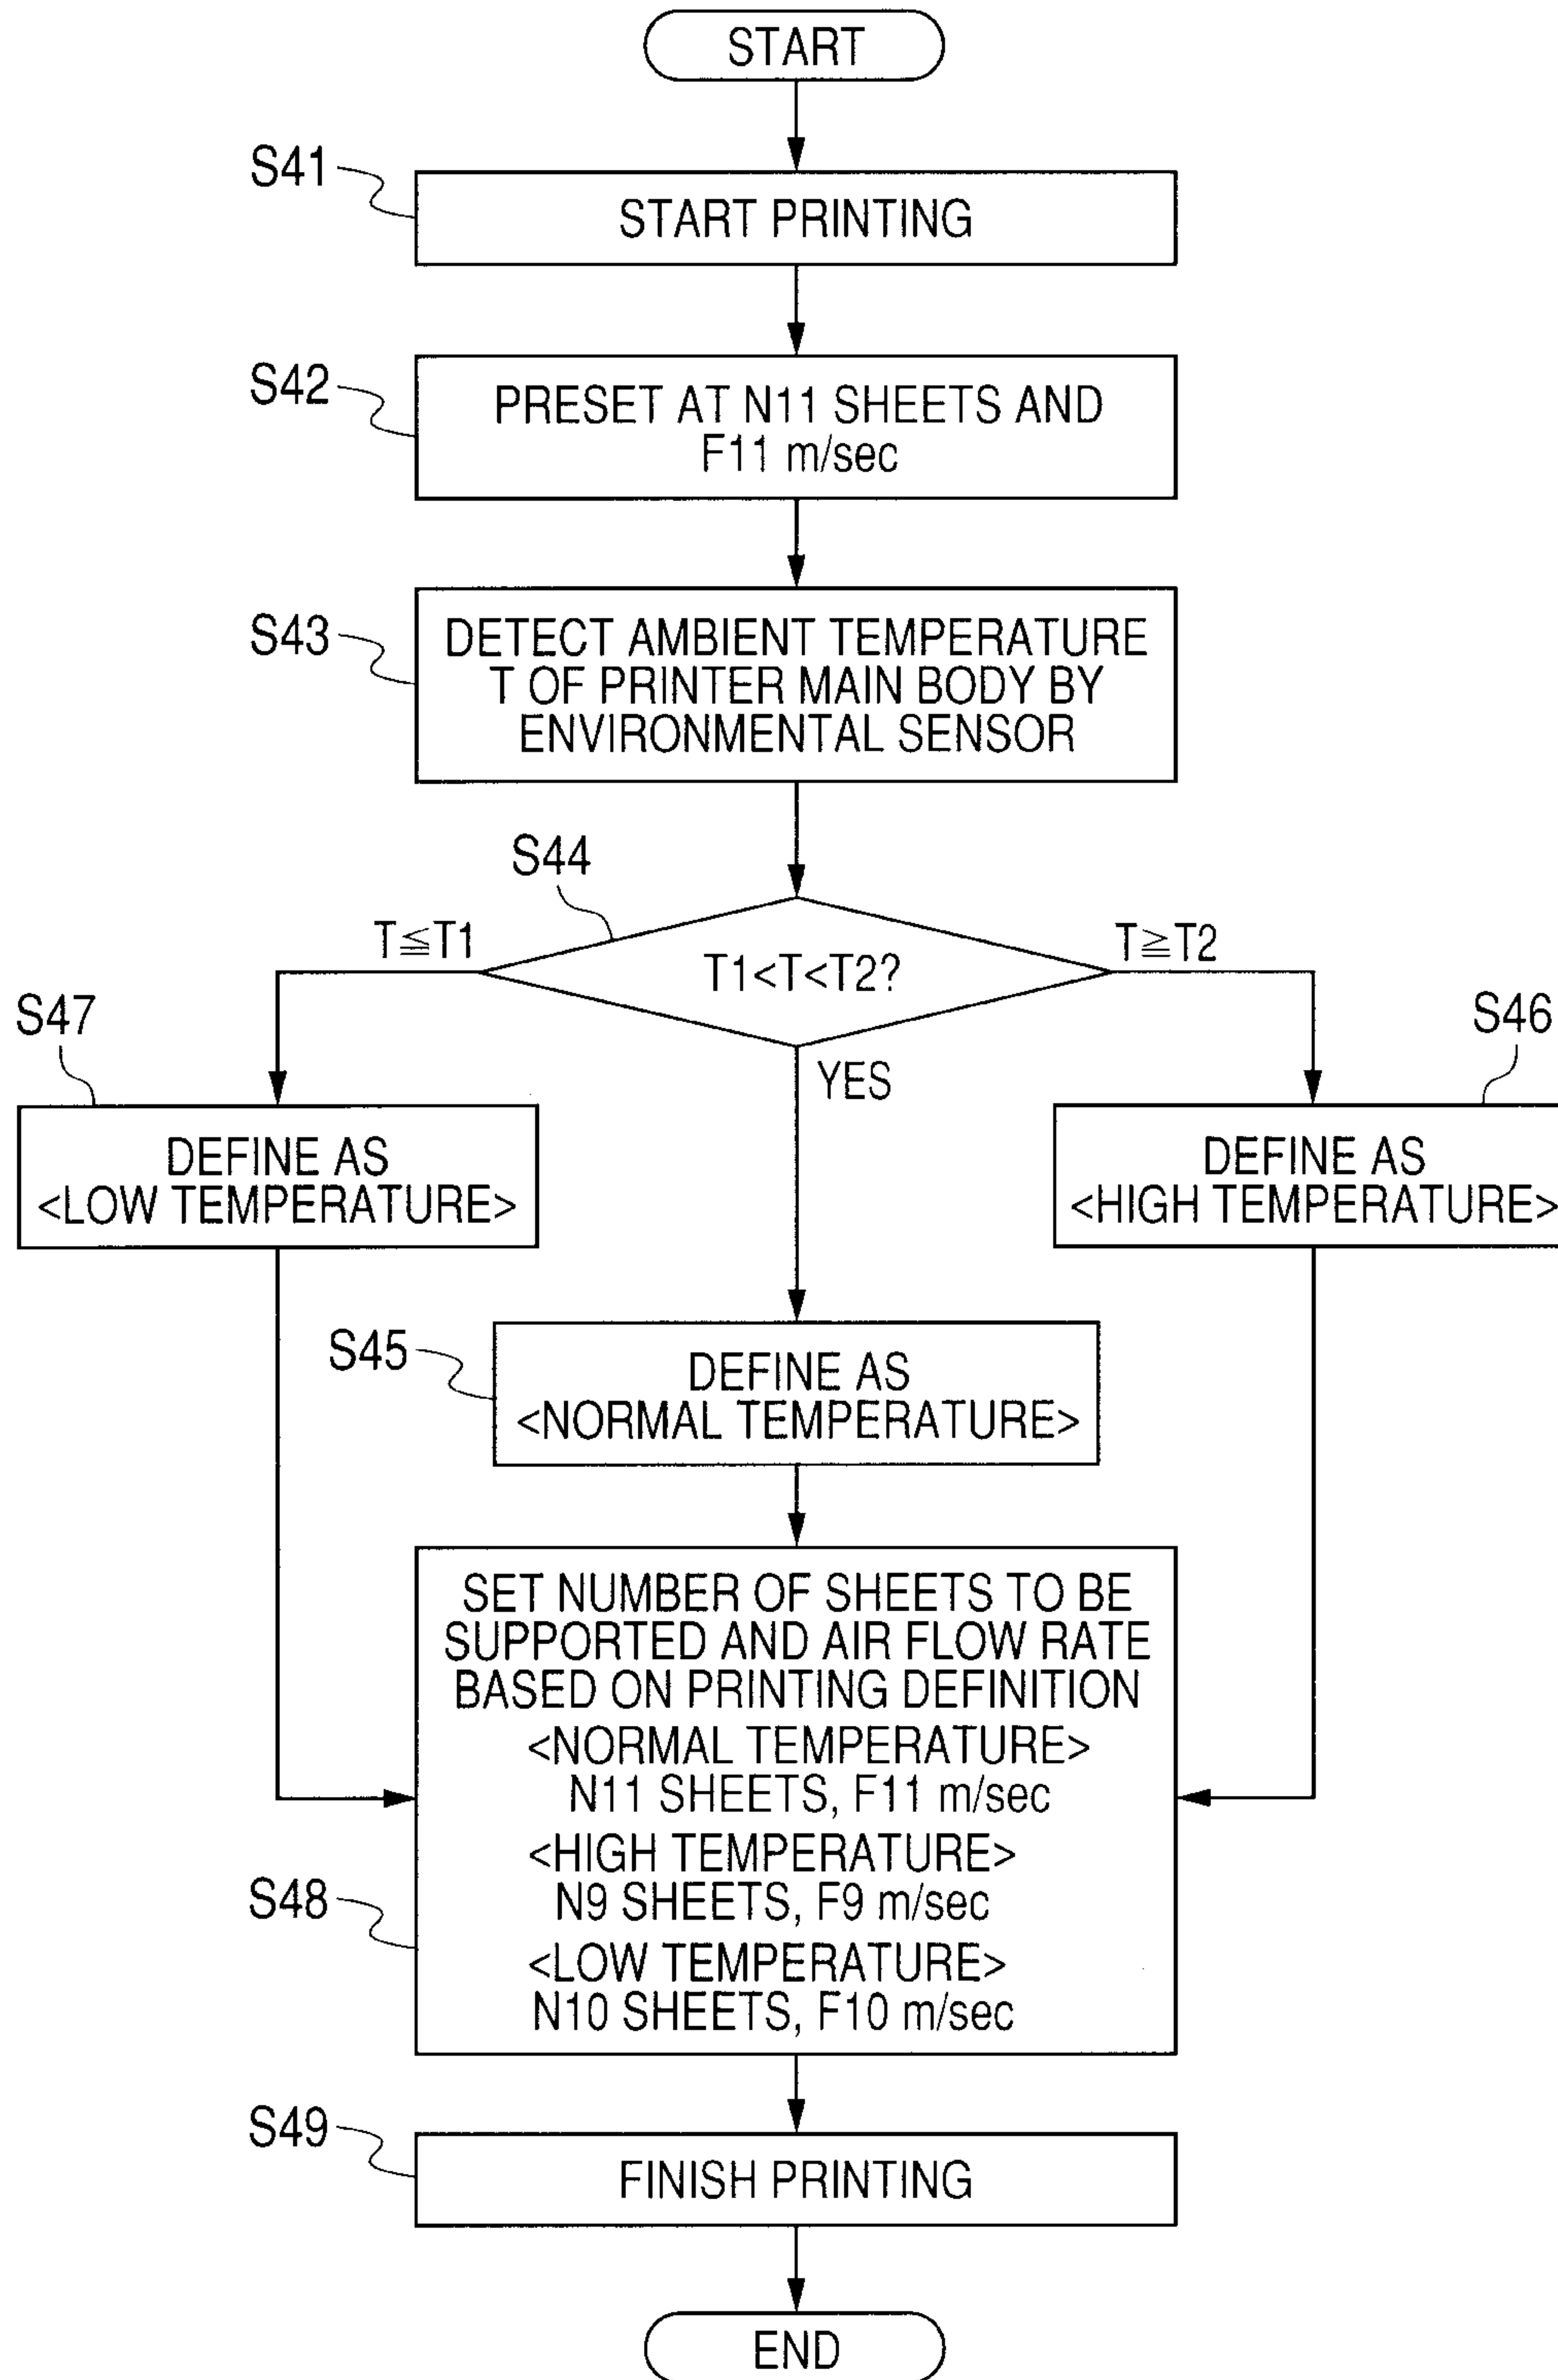 START
S41
START PRINTING
S42
PRESET AT N11 SHEETS AND
F11 m/sec
S43
DETECT AMBIENT TEMPERATURE
T OF PRINTER MAIN BODY BY
ENVIRONMENTAL SENSOR
S44
T≦T1
T1<T<T2?
T≧T2
S47
S46
YES
DEFINE AS
<LOW TEMPERATURE>
DEFINE AS
<HIGH TEMPERATURE>
S45
DEFINE AS
<NORMAL TEMPERATURE>
SET NUMBER OF SHEETS TO BE
SUPPORTED AND AIR FLOW RATE
BASED ON PRINTING DEFINITION
<NORMAL TEMPERATURE>
N11 SHEETS, F11 m/sec
<HIGH TEMPERATURE>
N9 SHEETS, F9 m/sec
<LOW TEMPERATURE>
N10 SHEETS, F10 m/sec
S48
S49
FINISH PRINTING
END